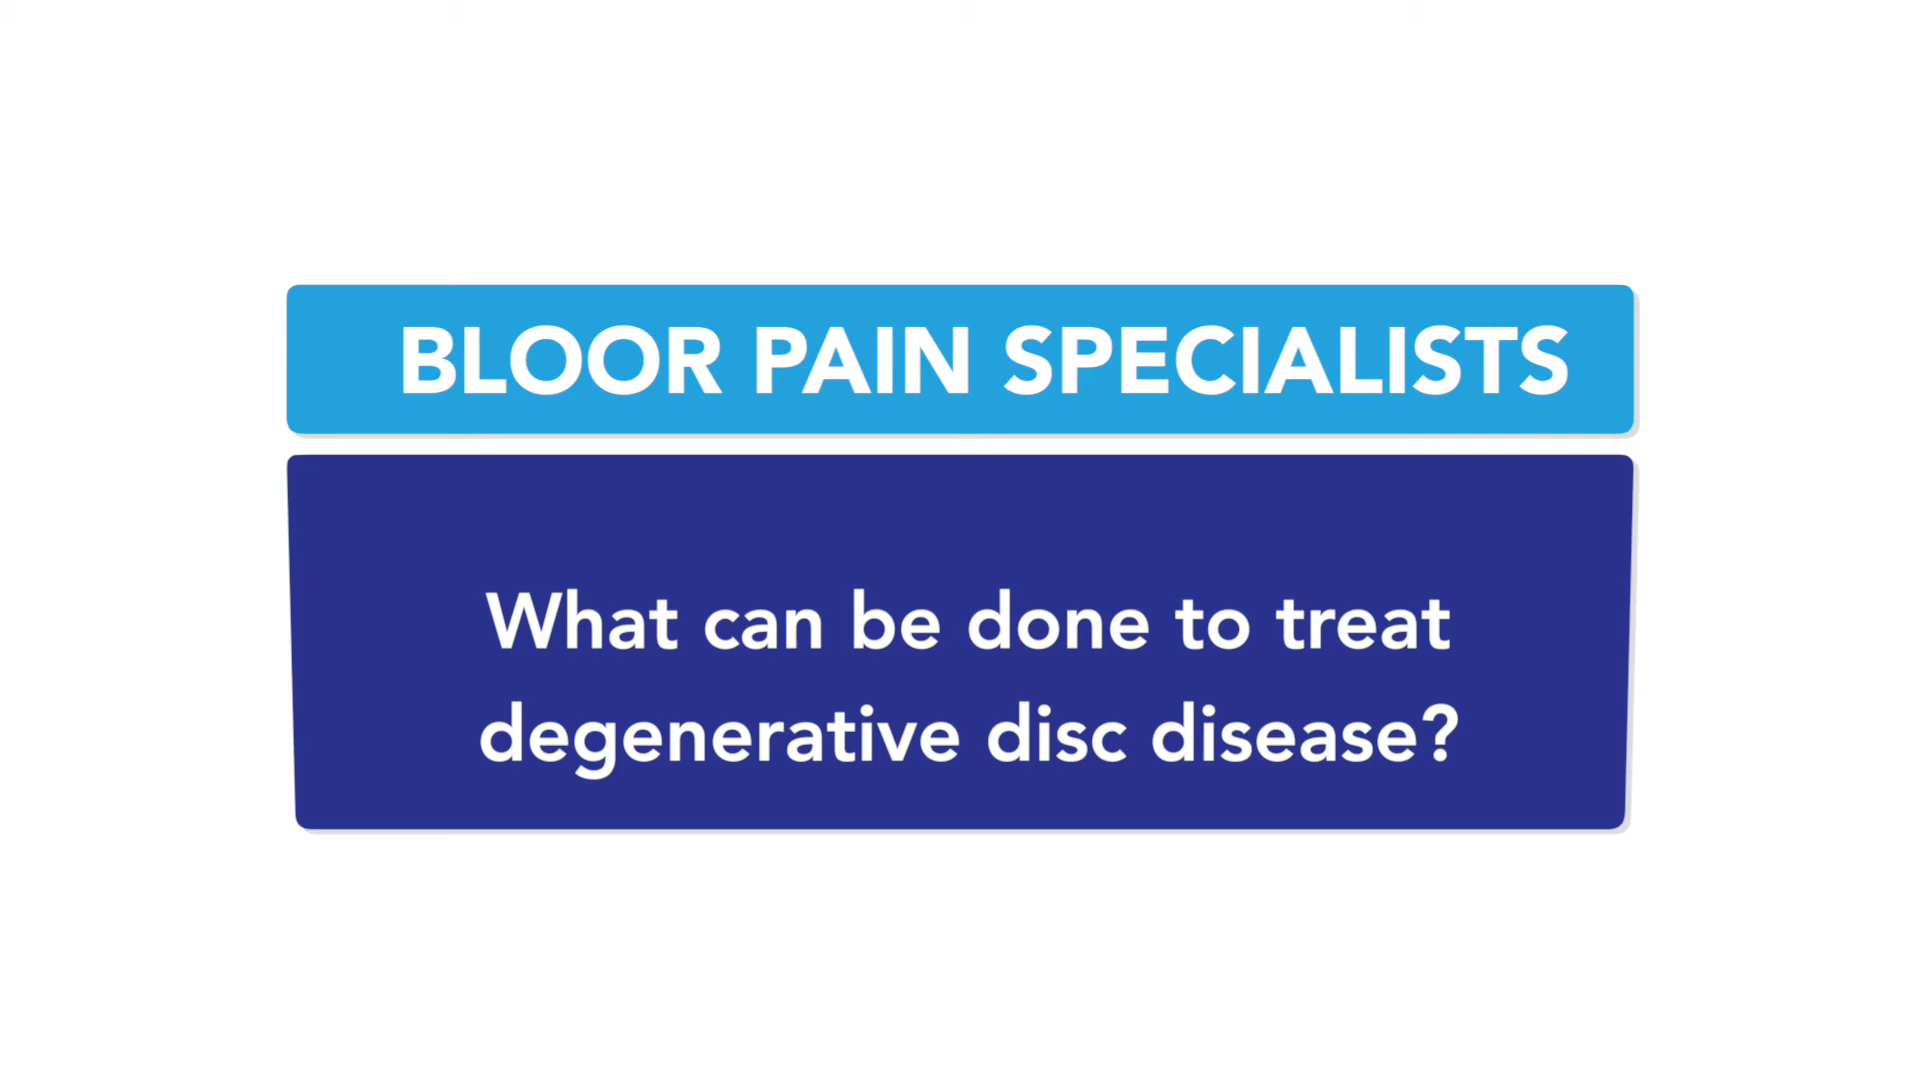 BLOOR PAIN SPECIALISTS
What can be done to treat
degenerative disc disease?